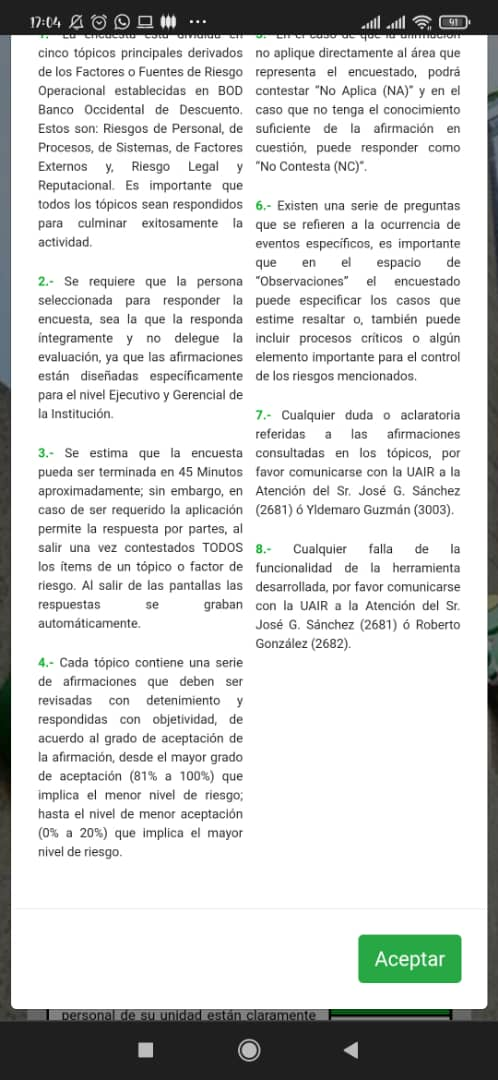 17:04
41
1.- La encuesta está dividida en
cinco tópicos principales derivados
de los Factores o Fuentes de Riesgo
Operacional establecidas en BOD
Banco Occidental de Descuento.
Estos son: Riesgos de Personal, de
Procesos, de Sistemas, de Factores
Externos y, Riesgo Legal y
Reputacional. Es importante que
todos los tópicos sean respondidos
para culminar exitosamente la
actividad.
2.- Se requiere que la persona
seleccionada para responder la
encuesta, sea la que la responda
íntegramente y no delegue la
evaluación, ya que las afirmaciones
están diseñadas específicamente
para el nivel Ejecutivo y Gerencial de
la Institución.
3.- Se estima que la encuesta
pueda ser terminada en 45 Minutos
aproximadamente; sin embargo, en
caso de ser requerido la aplicación
permite la respuesta por partes, al
salir una vez contestados TODOS
los ítems de un tópico o factor de
riesgo. Al salir de las pantallas las
respuestas se graban
automáticamente.
4.- Cada tópico contiene una serie
de afirmaciones que deben ser
revisadas con detenimiento y
respondidas con objetividad, de
acuerdo al grado de aceptación de
la afirmación, desde el mayor grado
de aceptación (81% a 100%) que
implica el menor nivel de riesgo;
hasta el nivel de menor aceptación
(0% a 20%) que implica el mayor
nivel de riesgo.
5.- En el caso de que la afirmación
no aplique directamente al área que
representa el encuestado, podrá
contestar "No Aplica (NA)" y en el
caso que no tenga el conocimiento
suficiente de la afirmación en
cuestión, puede responder como
"No Contesta (NC)".
6.- Existen una serie de preguntas
que se refieren a la ocurrencia de
eventos específicos, es importante
que en el espacio de
"Observaciones" el encuestado
puede especificar los casos que
estime resaltar o, también puede
incluir procesos críticos o algún
elemento importante para el control
de los riesgos mencionados.
7.- Cualquier duda o aclaratoria
referidas a las afirmaciones
consultadas en los tópicos, por
favor comunicarse con la UAIR a la
Atención del Sr. José G. Sánchez
(2681) ó Yldemaro Guzmán (3003).
8.- Cualquier falla de la
funcionalidad de la herramienta
desarrollada, por favor comunicarse
con la UAIR a la Atención del Sr.
José G. Sánchez (2681) ó Roberto
González (2682).
Aceptar
personal de su unidad están claramente